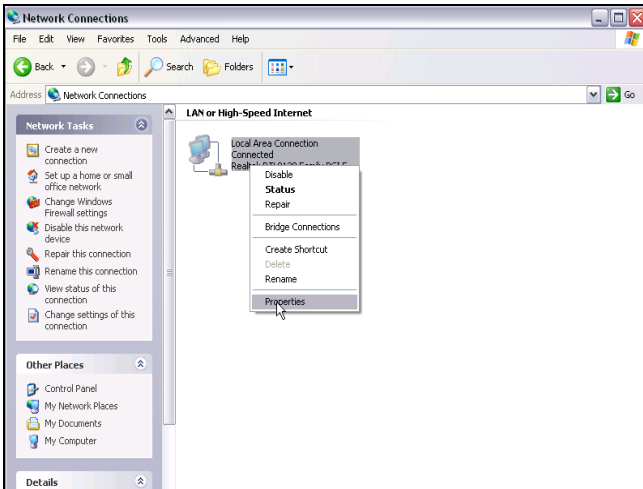 Network Connections
File Edit View Favorites Tools Advanced Help
Back Search Folders
Address Network Connections Go
Network Tasks
Create a new
connection
Set up a home or small
office network
Change Windows
Firewall settings
Disable this network
device
Repair this connection
Rename this connection
View status of this
connection
Change settings of this
connection
Other Places
Control Panel
My Network Places
My Documents
My Computer
Details
LAN or High-Speed Internet
Local Area Connection
Connected
Disable
Status
Repair
Bridge Connections
Create Shortcut
Delete
Rename
Properties